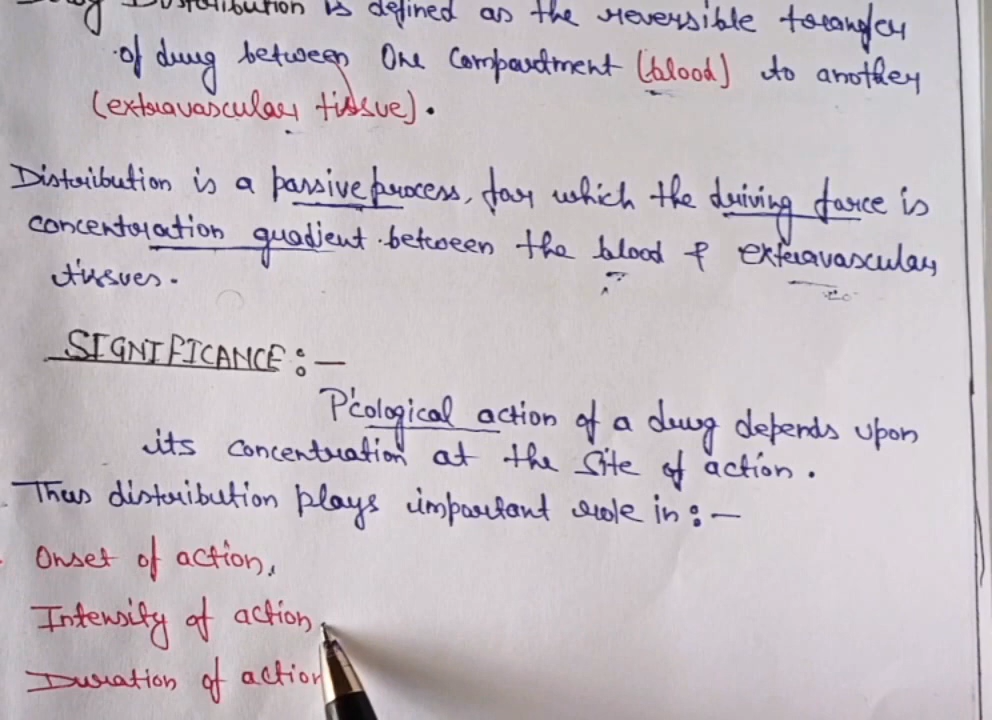 Distribution is defined as the reversible transfer
of drug between One Compartment (blood) to another
(extravascular tissue).
Distribution is a passive process, for which the driving force is
concentration gradient between the blood & extravascular
tissues.
SIGNIFICANCE:-
P'cological action of a drug depends upon
its concentration at the site of action.
Thus distribution plays important role in:-
Onset of action,
Intensity of action
Duration of action